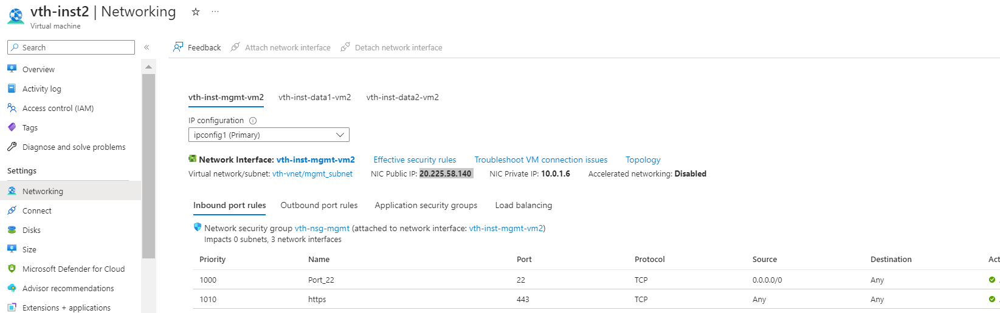 vth-inst2 | Networking ☆ ...
Virtual machine
Search «
Overview
Activity log
Access control (IAM)
Tags
Diagnose and solve problems
Settings
Networking
Connect
Disks
Size
Microsoft Defender for Cloud
Advisor recommendations
Extensions + applications
Feedback Attach network interface Detach network interface
vth-inst-mgmt-vm2 vth-inst-data1-vm2 vth-inst-data2-vm2
IP configuration
ipconfig1 (Primary)
Network Interface: vth-inst-mgmt-vm2 Effective security rules Troubleshoot VM connection issues Topology
Virtual network/subnet: vth-vnet/mgmt_subnet NIC Public IP: 20.225.58.140 NIC Private IP: 10.0.1.6 Accelerated networking: Disabled
Inbound port rules Outbound port rules Application security groups Load balancing
Network security group vth-nsg-mgmt (attached to network interface: vth-inst-mgmt-vm2)
Impacts 0 subnets, 3 network interfaces
Priority Name Port Protocol Source Destination Act
1000 Port_22 22 TCP 0.0.0.0/0 Any
1010 https 443 TCP Any Any